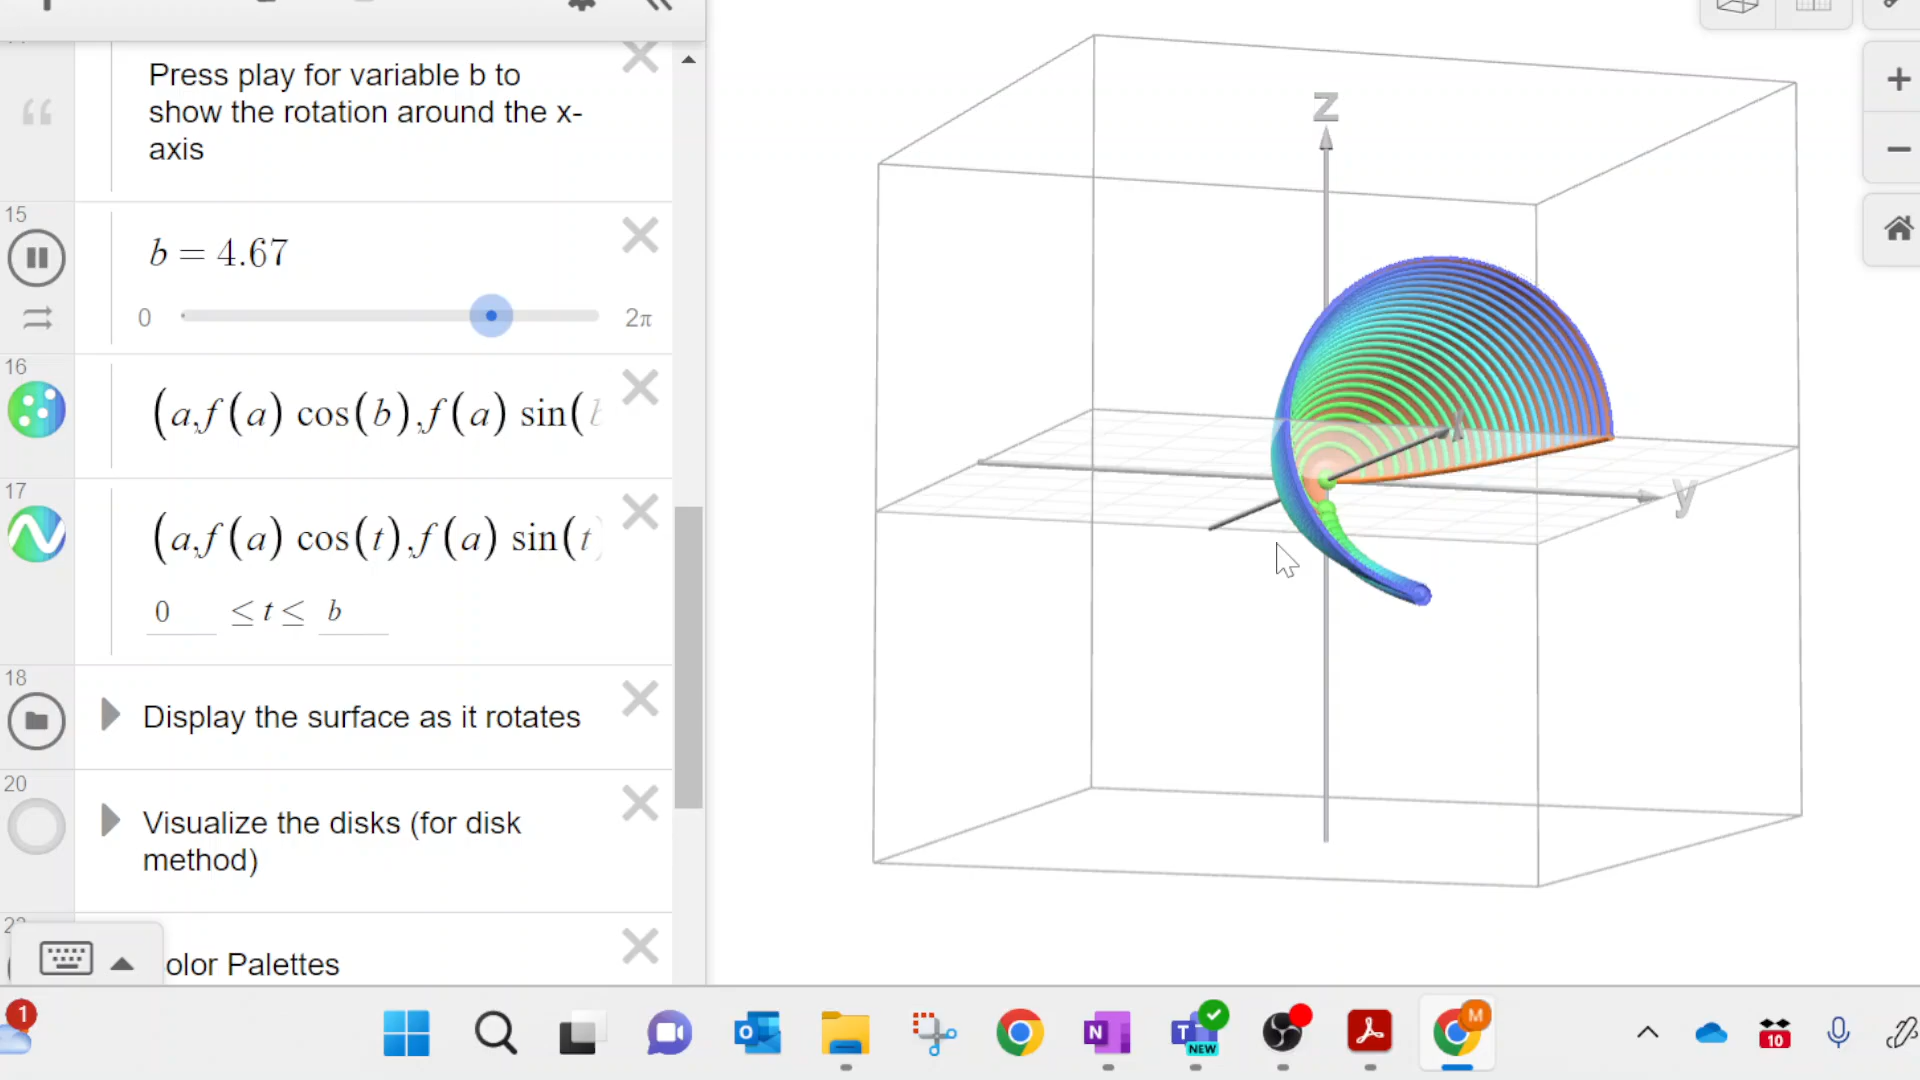 Press play for variable b to
show the rotation around the x-
axis
15
b = 4.67
0
2π
16
(a,f(a) cos(b),f(a) sin(b
17
(a,f(a) cos(t),f(a) sin(t)
0 ≤ t ≤ b
18
Display the surface as it rotates
20
Visualize the disks (for disk
method)
olor Palettes
z
x
y
1
N
T
NEW
M
10